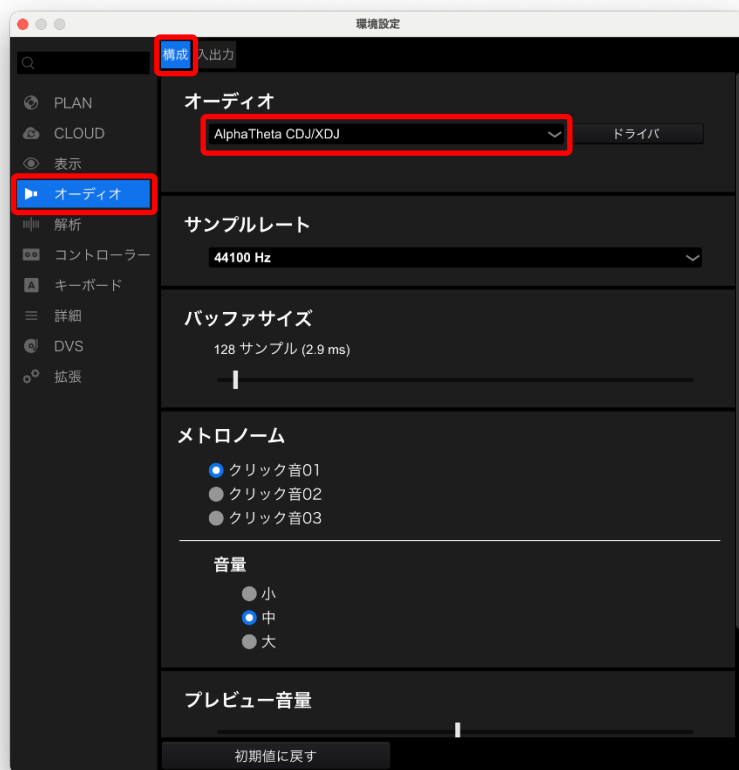 環境設定
構成 入出力
PLAN
CLOUD
表示
オーディオ
解析
コントローラー
A キーボード
詳細
DVS
拡張
オーディオ
AlphaTheta CDJ/XDJ
ドライバ
サンプルレート
44100 Hz
バッファサイズ
128 サンプル (2.9 ms)
メトロノーム
クリック音01
クリック音02
クリック音03
音量
小
中
大
プレビュー音量
初期値に戻す